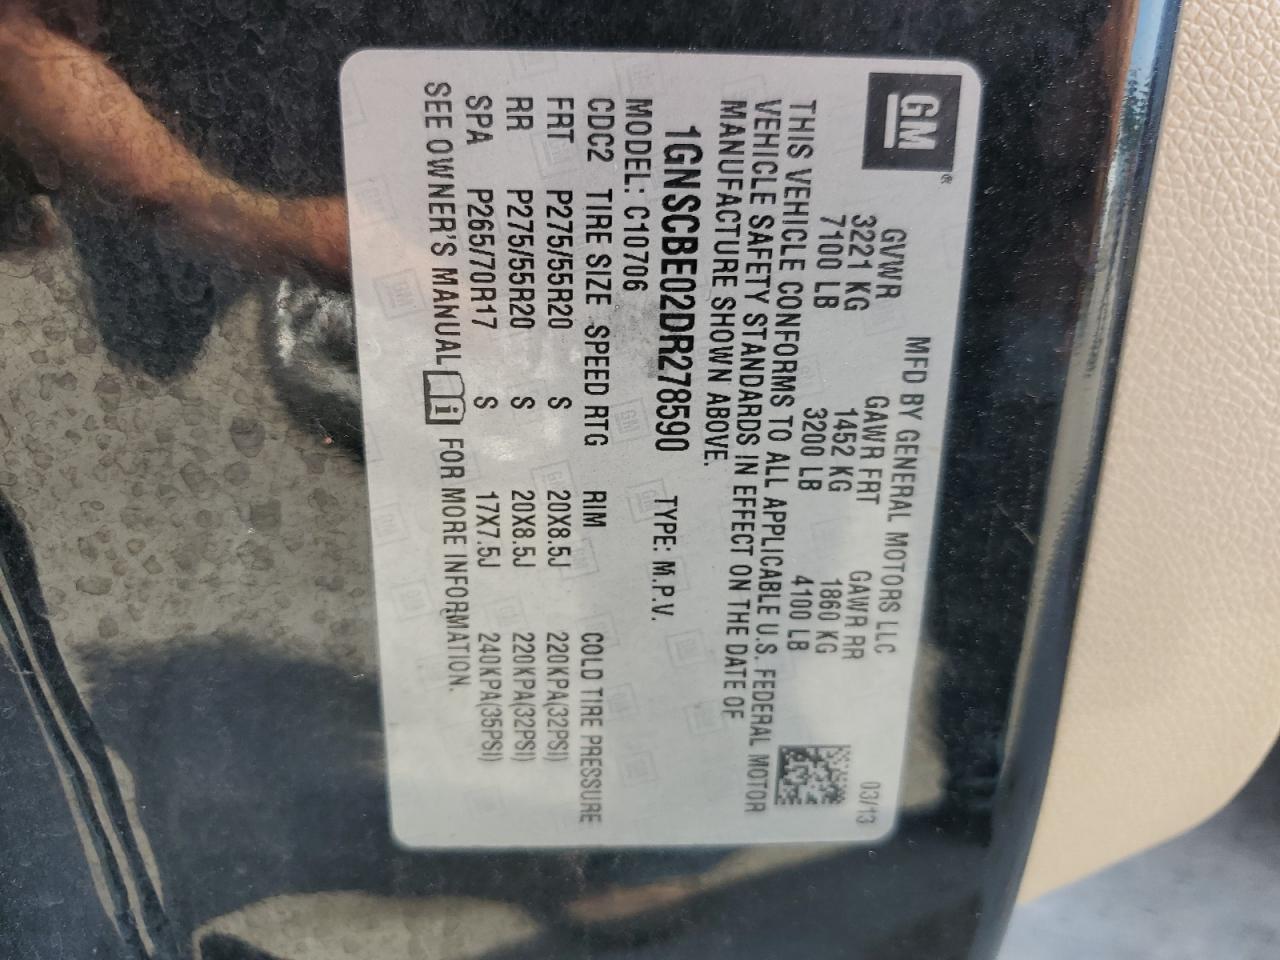 GM®
MFD BY GENERAL MOTORS LLC 03/13
GVWR GAWR FRT GAWR RR
3221 KG 1452 KG 1860 KG
7100 LB 3200 LB 4100 LB
THIS VEHICLE CONFORMS TO ALL APPLICABLE U.S. FEDERAL MOTOR
VEHICLE SAFETY STANDARDS IN EFFECT ON THE DATE OF
MANUFACTURE SHOWN ABOVE.
1GNSCBE02DR278590 TYPE: M.P.V.
MODEL: C10706
CDC2 TIRE SIZE SPEED RTG RIM COLD TIRE PRESSURE
FRT P275/55R20 S 20X8.5J 220KPA(32PSI)
RR P275/55R20 S 20X8.5J 220KPA(32PSI)
SPA P265/70R17 S 17X7.5J 240KPA(35PSI)
SEE OWNER'S MANUAL i FOR MORE INFORMATION.